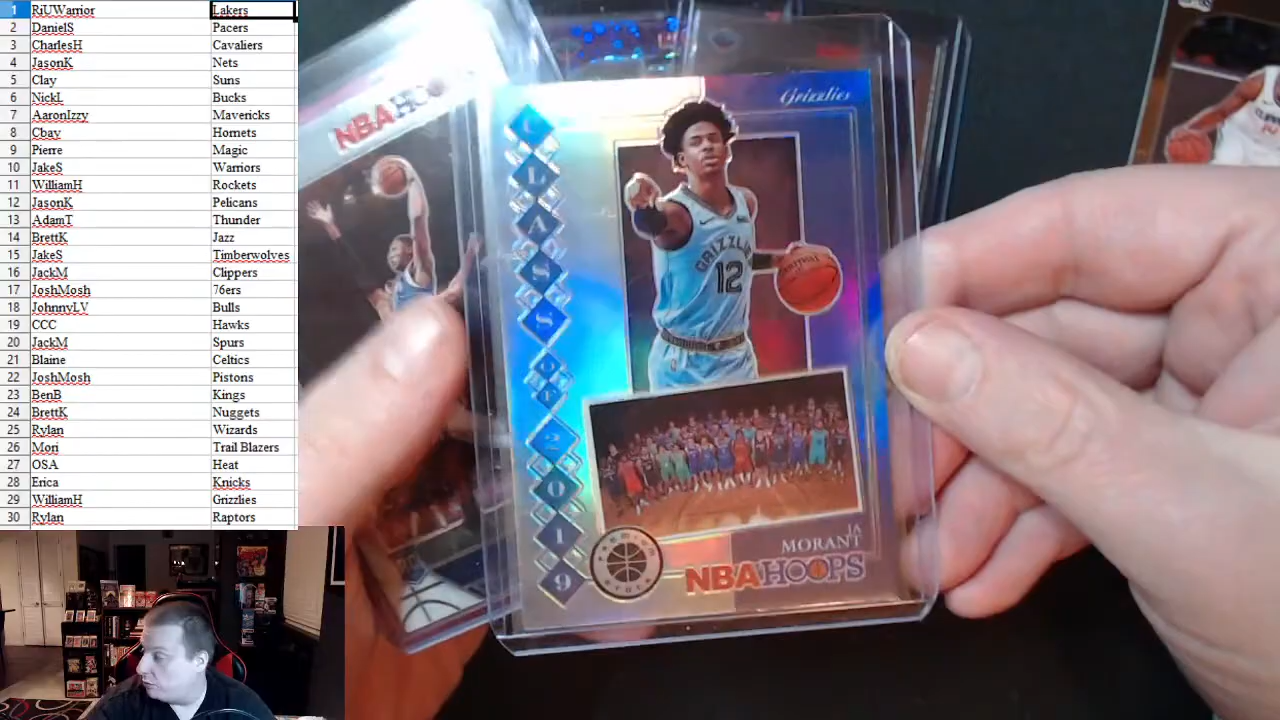 1 RiUWarrior Lakers
2 DanielS Pacers
3 CharlesH Cavaliers
4 JasonK Nets
5 Clay Suns
6 NickL Bucks
7 AaronIzzy Mavericks
8 Cbay Hornets
9 Pierre Magic
10 JakeS Warriors
11 WilliamH Rockets
12 JasonK Pelicans
13 AdamT Thunder
14 BrettK Jazz
15 JakeS Timberwolves
16 JackM Clippers
17 JoshMosh 76ers
18 JohnnyLV Bulls
19 CCC Hawks
20 JackM Spurs
21 Blaine Celtics
22 JoshMosh Pistons
23 BenB Kings
24 BrettK Nuggets
25 Rylan Wizards
26 Mori Trail Blazers
27 OSA Heat
28 Erica Knicks
29 WilliamH Grizzlies
30 Rylan Raptors
NBA HOOPS
Grizzlies
CLASS OF 2019
GRIZZLIE
12
JA
MORANT
NBA HOOPS
PREMIUM
STOCK